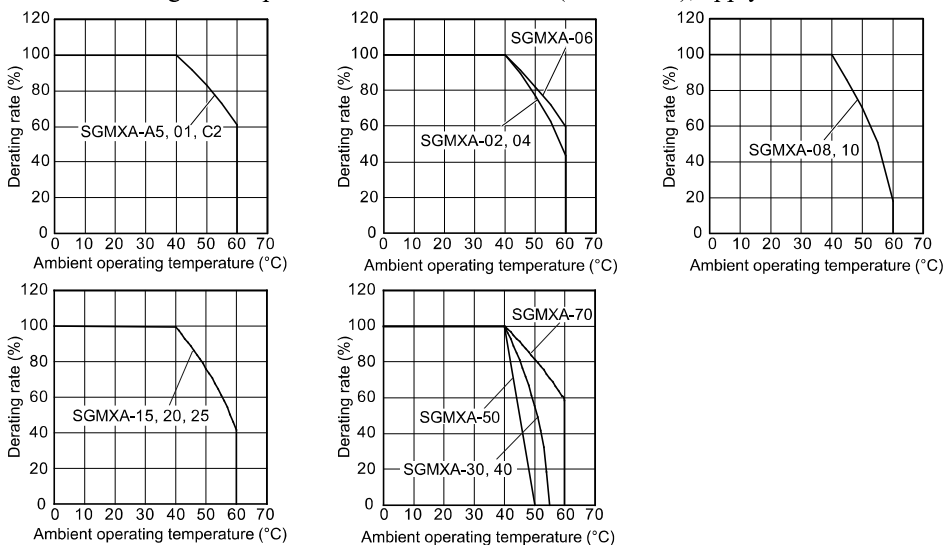 apply
120
100
80
60
40
20
0
Derating rate (%)
SGMXA-A5, 01, C2
0 10 20 30 40 50 60 70
Ambient operating temperature (°C)
120
100
80
60
40
20
0
Derating rate (%)
SGMXA-06
SGMXA-02, 04
0 10 20 30 40 50 60 70
Ambient operating temperature (°C)
120
100
80
60
40
20
0
Derating rate (%)
SGMXA-08, 10
0 10 20 30 40 50 60 70
Ambient operating temperature (°C)
120
100
80
60
40
20
0
Derating rate (%)
SGMXA-15, 20, 25
0 10 20 30 40 50 60 70
Ambient operating temperature (°C)
120
100
80
60
40
20
0
Derating rate (%)
SGMXA-70
SGMXA-50
SGMXA-30, 40
0 10 20 30 40 50 60 70
Ambient operating temperature (°C)